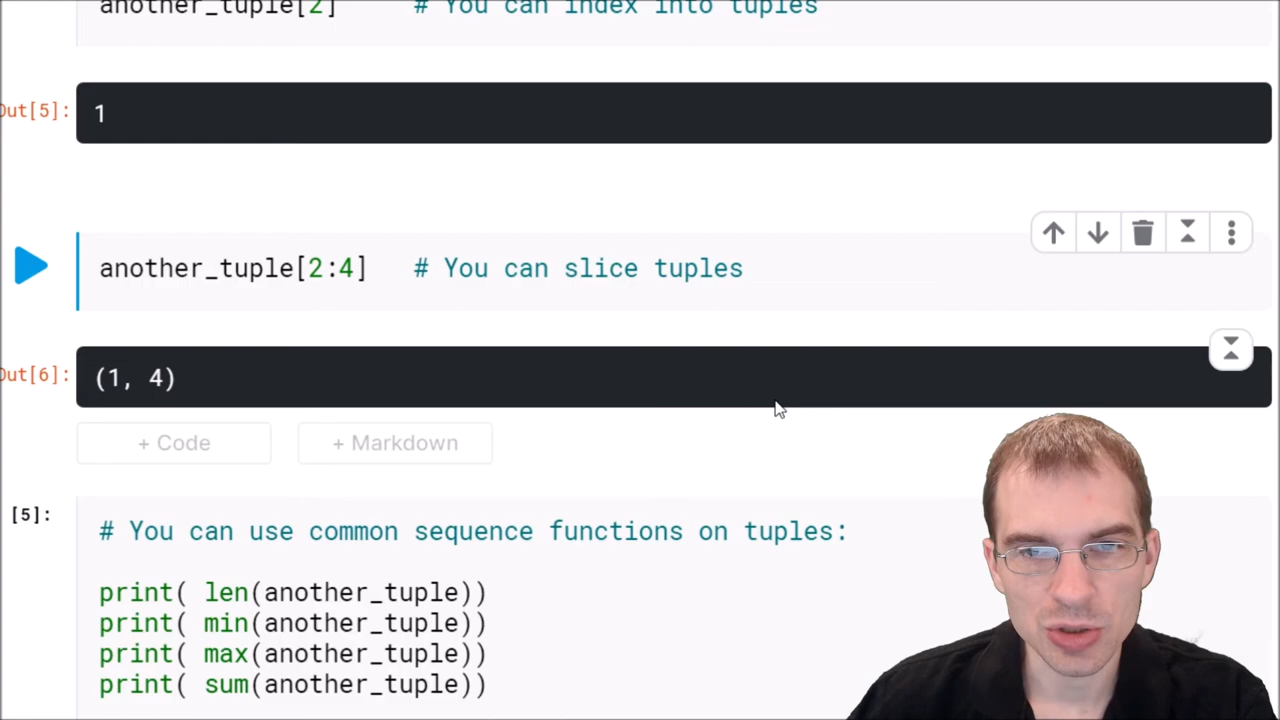 another_tuple[2]   # You can index into tuples
Out[5]:
1
another_tuple[2:4]   # You can slice tuples
Out[6]:
(1, 4)
+ Code
+ Markdown
[5]:
# You can use common sequence functions on tuples:
print( len(another_tuple))
print( min(another_tuple))
print( max(another_tuple))
print( sum(another_tuple))